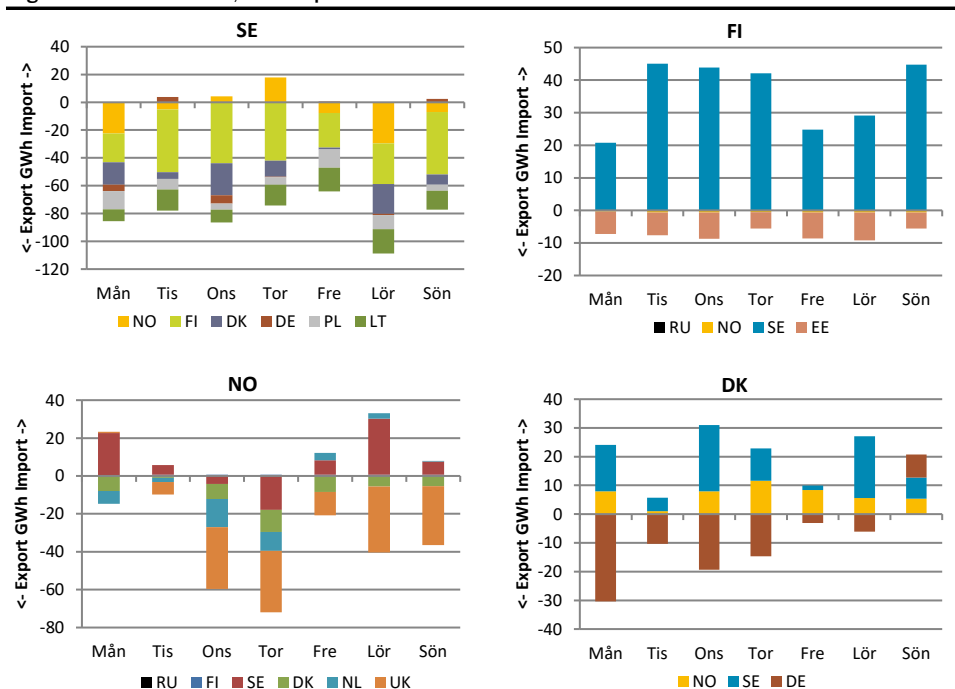 SE
<- Export GWh Import ->
40
20
0
-20
-40
-60
-80
-100
-120
Mån Tis Ons Tor Fre Lör Sön
NO FI DK DE PL LT
FI
<- Export GWh Import ->
50
40
30
20
10
0
-10
-20
Mån Tis Ons Tor Fre Lör Sön
RU NO SE EE
NO
<- Export GWh Import ->
40
20
0
-20
-40
-60
-80
Mån Tis Ons Tor Fre Lör Sön
RU FI SE DK NL UK
DK
<- Export GWh Import ->
40
30
20
10
0
-10
-20
-30
-40
Mån Tis Ons Tor Fre Lör Sön
NO SE DE